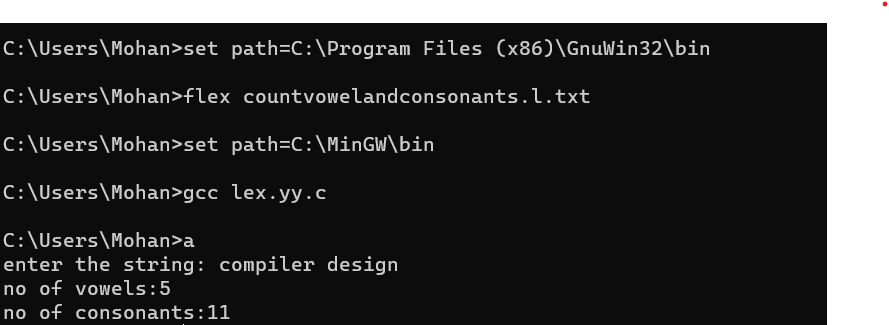 C:\Users\Mohan>set path=C:\Program Files (x86)\GnuWin32\bin
C:\Users\Mohan>flex countvowelandconsonants.l.txt
C:\Users\Mohan>set path=C:\MinGW\bin
C:\Users\Mohan>gcc lex.yy.c
C:\Users\Mohan>a
enter the string: compiler design
no of vowels:5
no of consonants:11